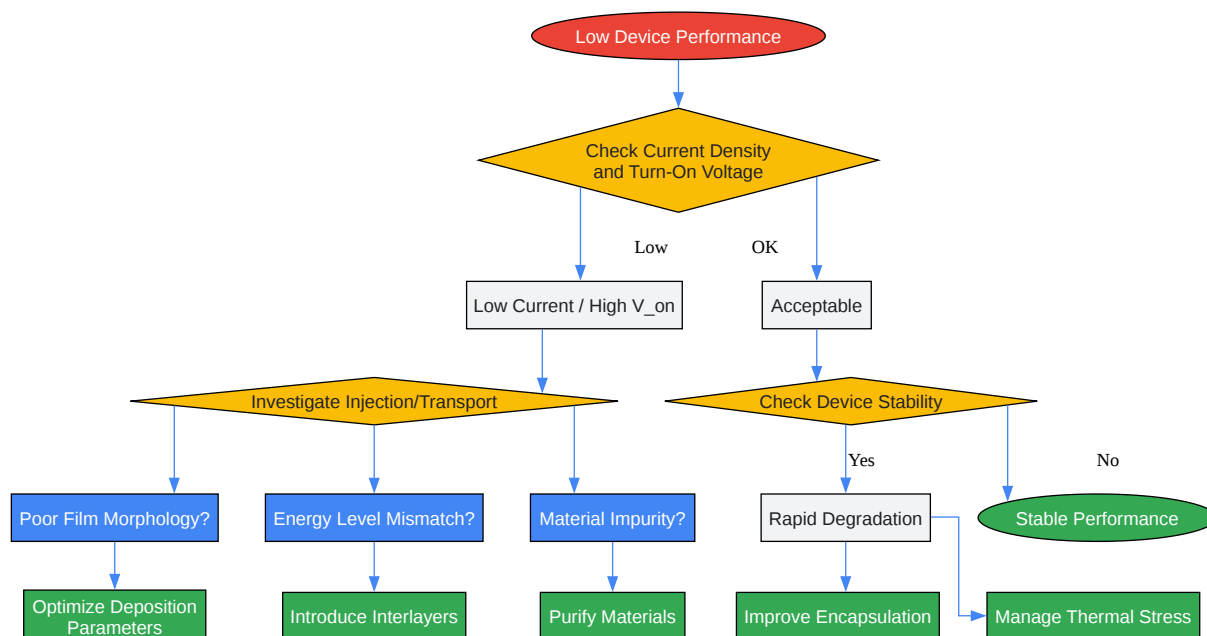 Low Device Performance
Check Current Density
and Turn-On Voltage
Low
OK
Low Current / High V_on
Acceptable
Investigate Injection/Transport
Check Device Stability
Yes
No
Poor Film Morphology?
Energy Level Mismatch?
Material Impurity?
Rapid Degradation
Stable Performance
Optimize Deposition
Parameters
Introduce Interlayers
Purify Materials
Improve Encapsulation
Manage Thermal Stress